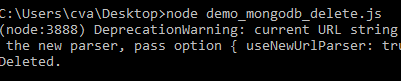 C:\Users\cva\Desktop>node demo_mongodb_delete.js
(node:3888) DeprecationWarning: current URL string
 the new parser, pass option { useNewUrlParser: tru
Deleted.